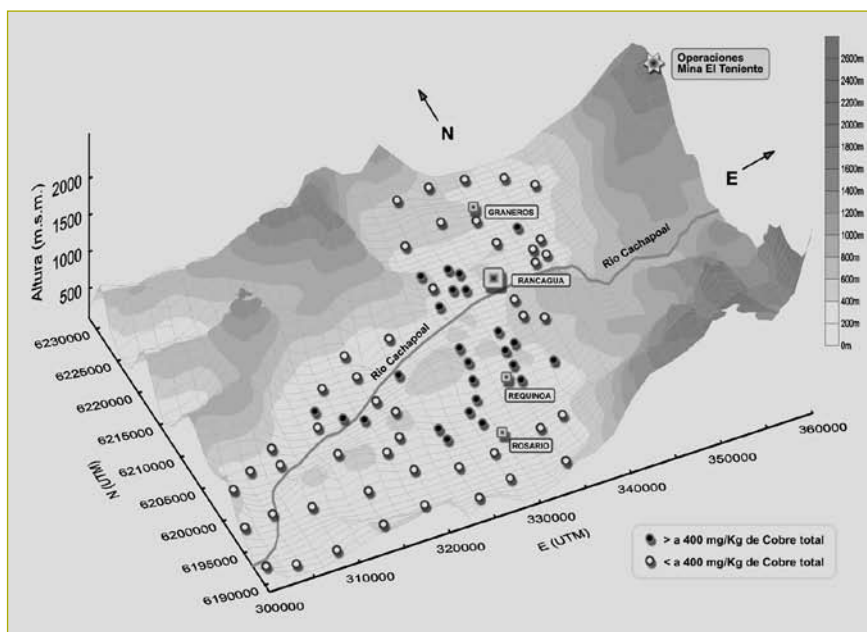 Operaciones
Mina El Teniente
2600m
2400m
2200m
2000m
1800m
1600m
1400m
1200m
1000m
800m
600m
400m
200m
0m
N
E
Altura (m.s.m.)
2000
1500
1000
500
GRANEROS
RANCAGUA
Río Cachapoal
Río Cachapoal
REQUINOA
ROSARIO
6230000
6225000
6220000
6215000
6210000
6205000
6200000
6195000
6190000
N(UTM)
300000
310000
320000
330000
340000
350000
360000
E (UTM)
> a 400 mg/Kg de Cobre total
< a 400 mg/Kg de Cobre total